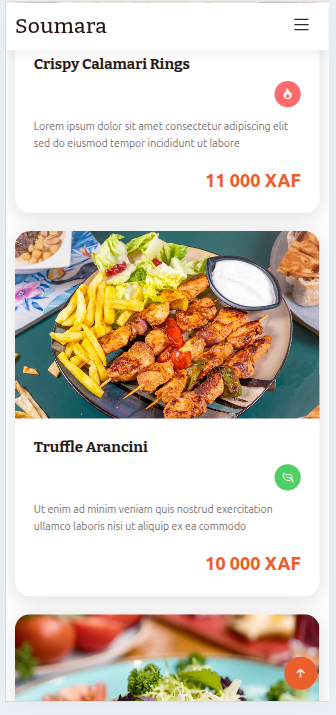 Soumara
Crispy Calamari Rings
Lorem ipsum dolor sit amet consectetur adipiscing elit
sed do eiusmod tempor incididunt ut labore
11 000 XAF
Truffle Arancini
Ut enim ad minim veniam quis nostrud exercitation
ullamco laboris nisi ut aliquip ex ea commodo
10 000 XAF